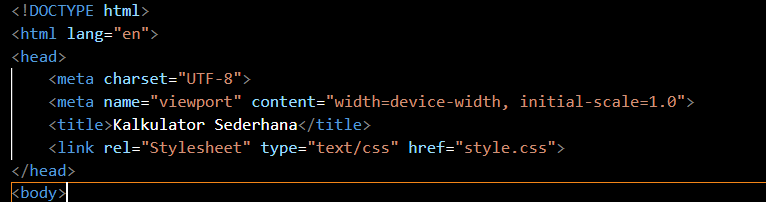 <!DOCTYPE html>
<html lang="en">
<head>
<meta charset="UTF-8">
<meta name="viewport" content="width=device-width, initial-scale=1.0">
<title>Kalkulator Sederhana</title>
<link rel="Stylesheet" type="text/css" href="style.css">
</head>
<body>